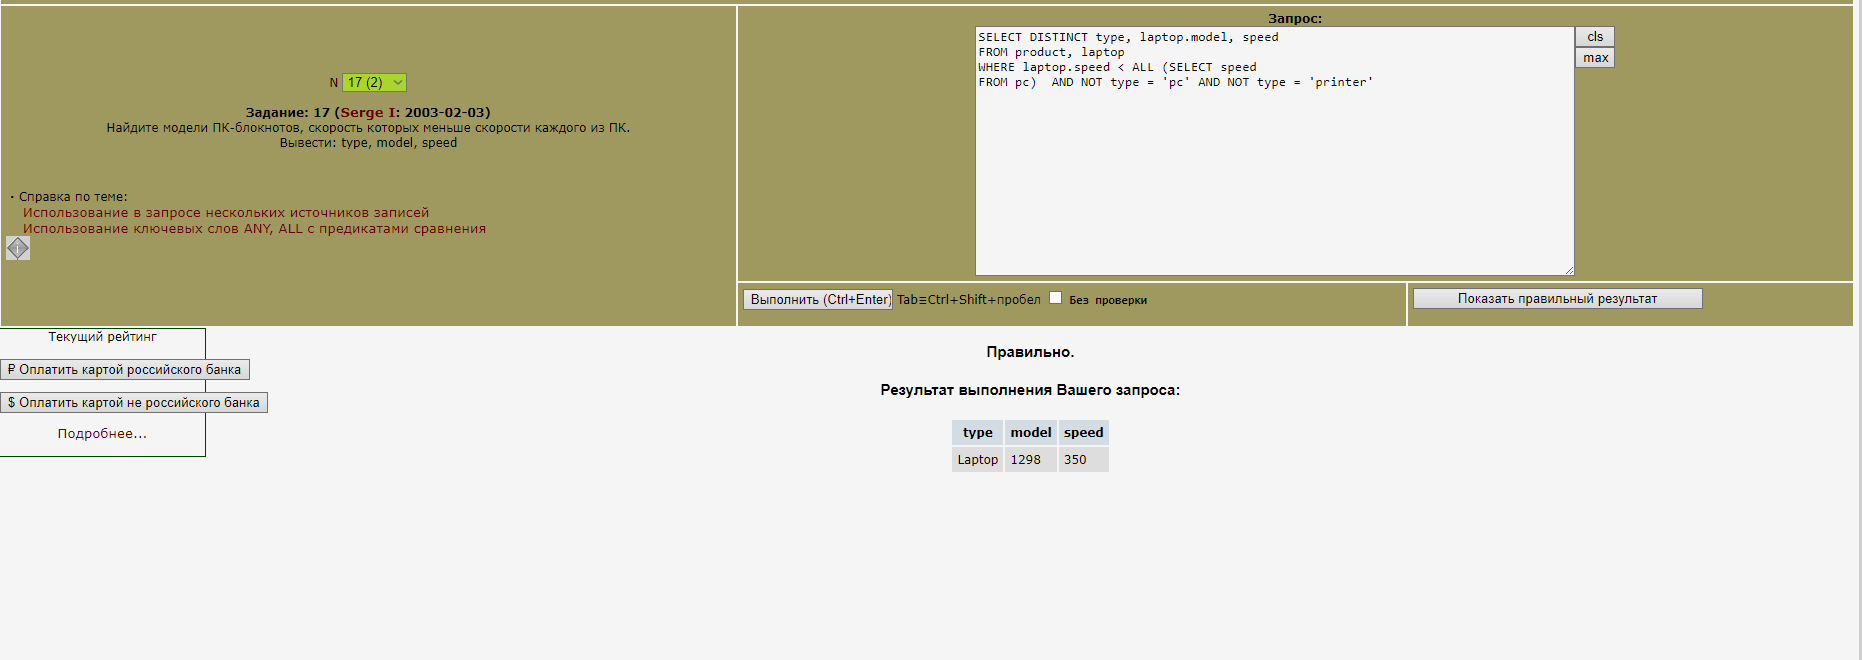 N 17 (2)
Задание: 17 (Serge I: 2003-02-03)
Найдите модели ПК-блокнотов, скорость которых меньше скорости каждого из ПК.
Вывести: type, model, speed
· Справка по теме:
Использование в запросе нескольких источников записей
Использование ключевых слов ANY, ALL с предикатами сравнения
Запрос:
SELECT DISTINCT type, laptop.model, speed
FROM product, laptop
WHERE laptop.speed < ALL (SELECT speed
FROM pc)  AND NOT type = 'pc' AND NOT type = 'printer'
cls
max
Выполнить (Ctrl+Enter) Tab≡Ctrl+Shift+пробел Без проверки
Показать правильный результат
Текущий рейтинг
₽ Оплатить картой российского банка
$ Оплатить картой не российского банка
Подробнее...
Правильно.
Результат выполнения Вашего запроса:
type model speed
Laptop 1298 350